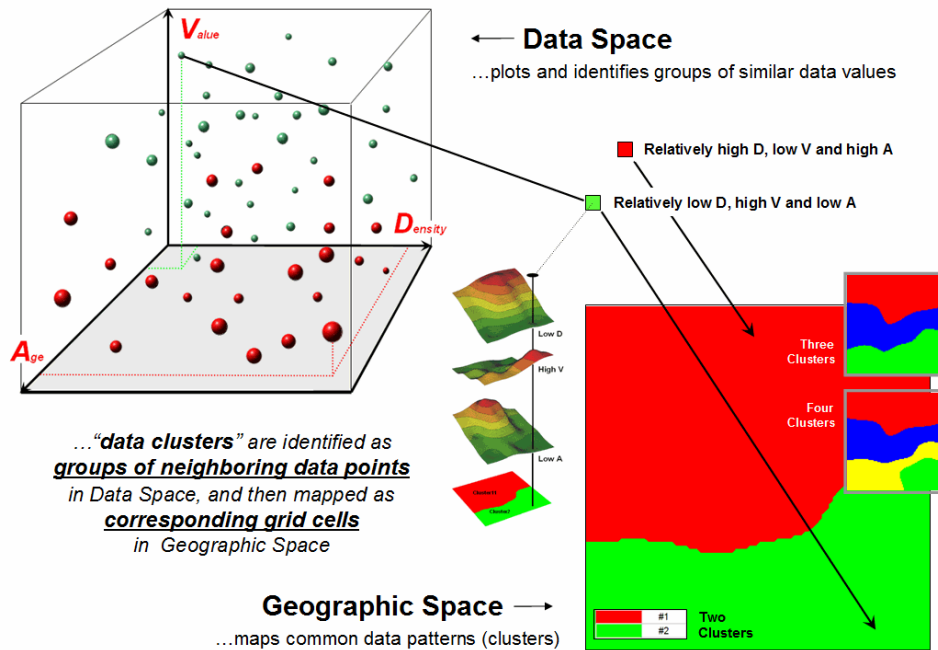 Value
Data Space
…plots and identifies groups of similar data values
Relatively high D, low V and high A
Relatively low D, high V and low A
Density
Age
Low D
High V
Low A
Cluster#1
Cluster2
Three
Clusters
Four
Clusters
…“data clusters” are identified as
groups of neighboring data points
in Data Space, and then mapped as
corresponding grid cells
in Geographic Space
Geographic Space
…maps common data patterns (clusters)
#1
#2
Two
Clusters